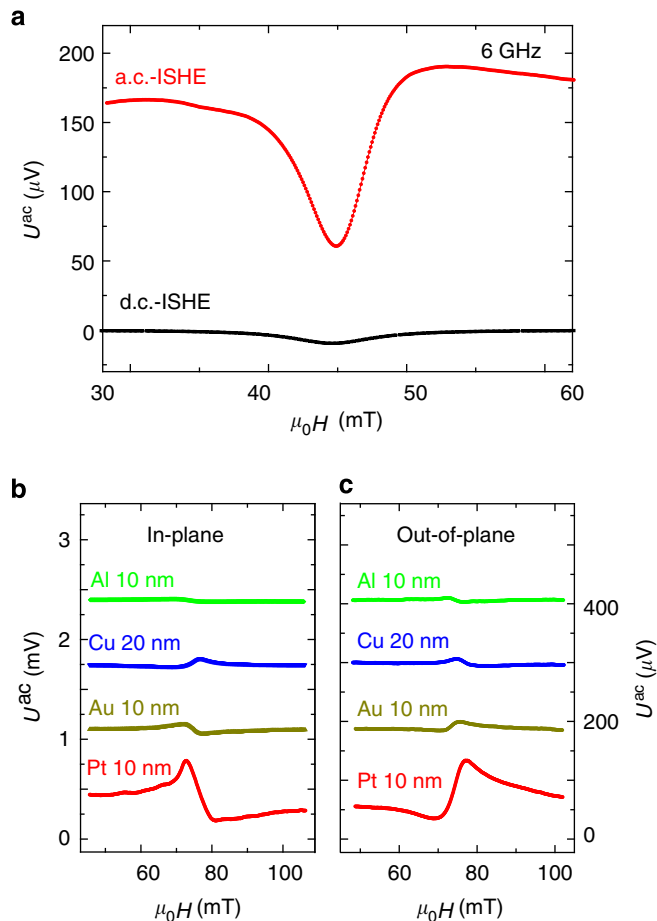 a
200
150
100
50
0
U^ac (μV)
a.c.-ISHE
6 GHz
d.c.-ISHE
30 40 50 60
μ0H (mT)
b
c
3
2
1
0
U^ac (mV)
In-plane
Al 10 nm
Cu 20 nm
Au 10 nm
Pt 10 nm
60 80 100
μ0H (mT)
Out-of-plane
Al 10 nm
Cu 20 nm
Au 10 nm
Pt 10 nm
400
200
0
U^ac (μV)
60 80 100
μ0H (mT)